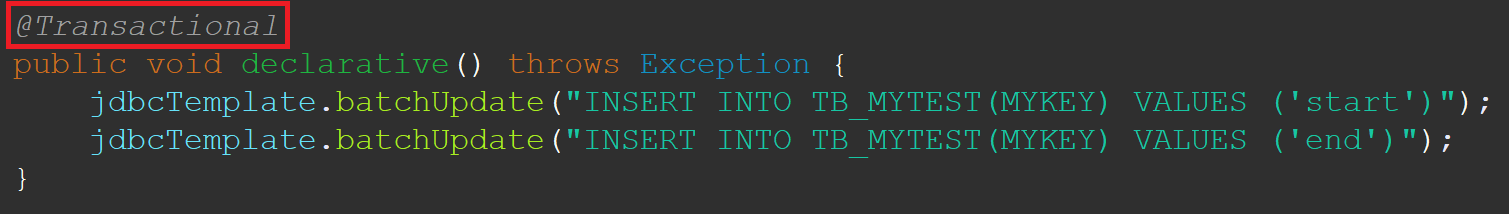 @Transactional
public void declarative() throws Exception {
    jdbcTemplate.batchUpdate("INSERT INTO TB_MYTEST(MYKEY) VALUES ('start')");
    jdbcTemplate.batchUpdate("INSERT INTO TB_MYTEST(MYKEY) VALUES ('end')");
}